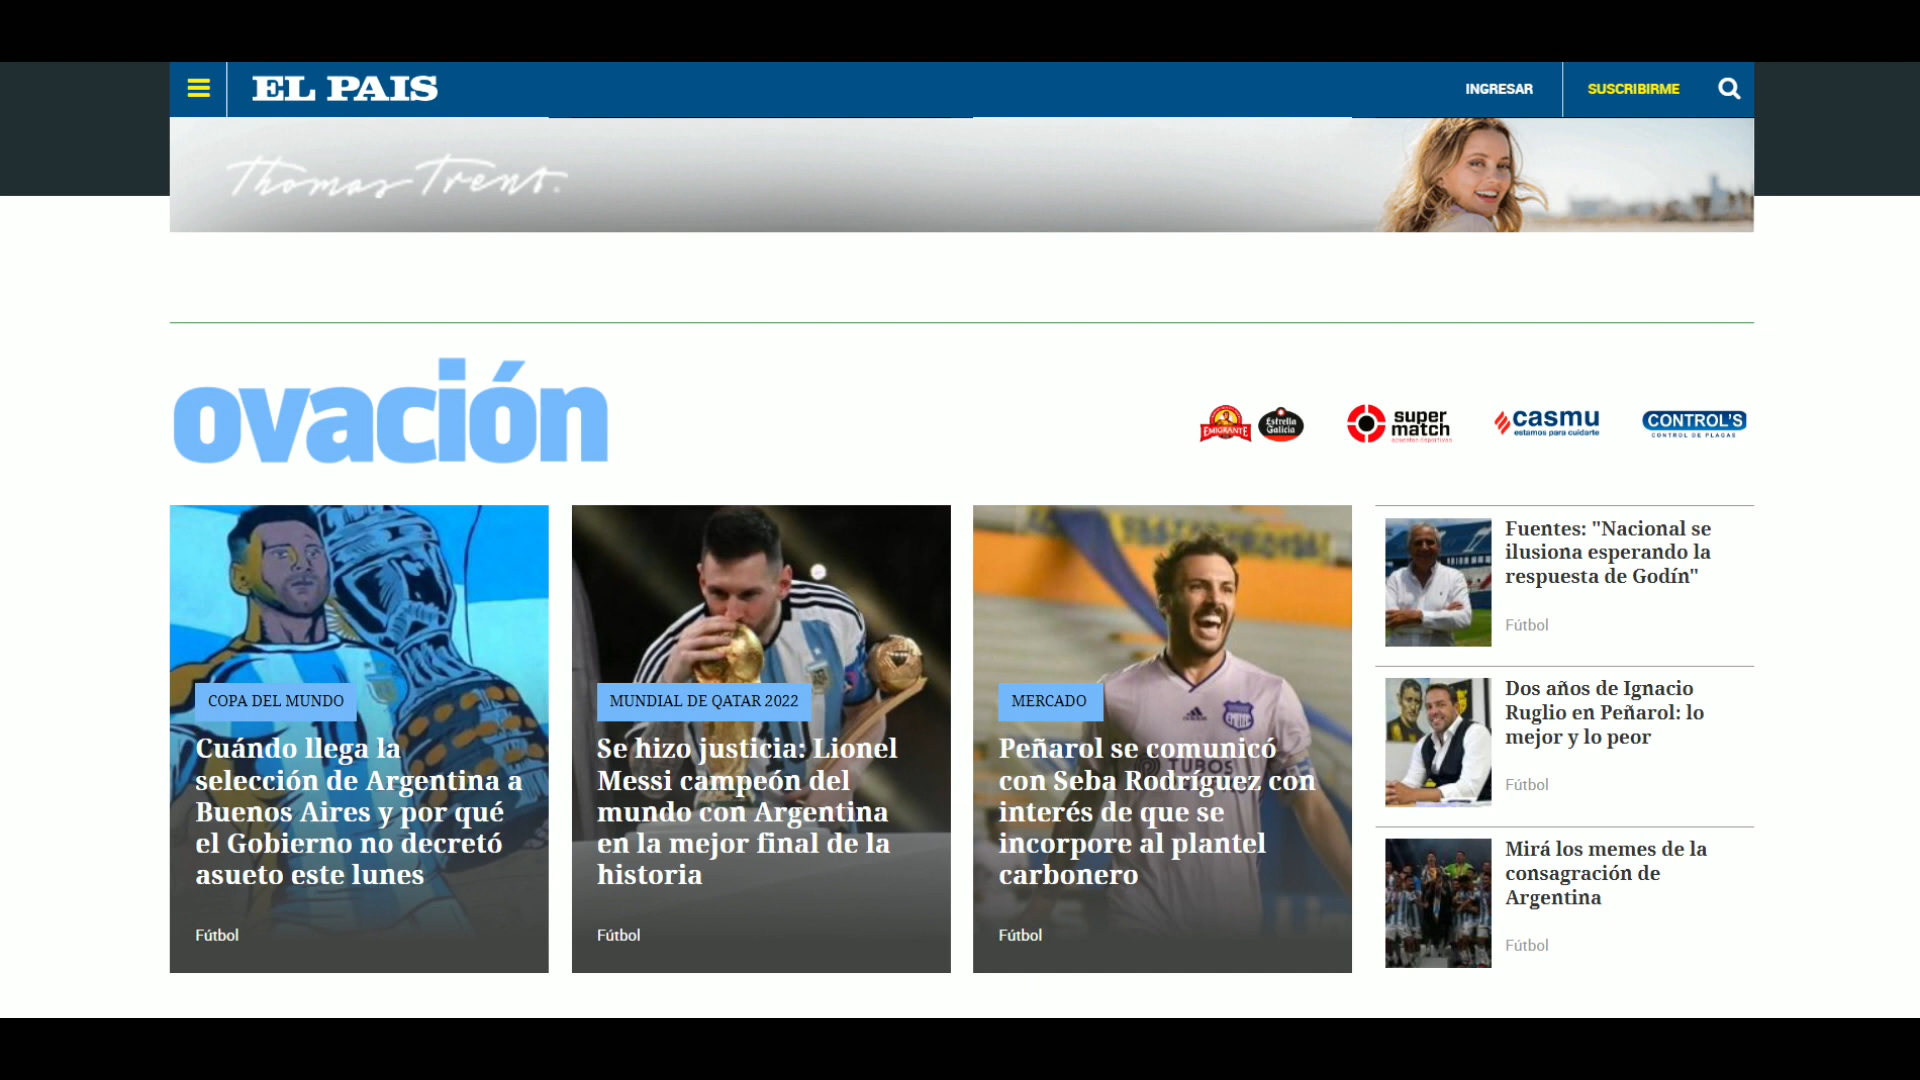 EL PAIS
INGRESAR
SUSCRIBIRME
Thomas Trent.
ovación
EMIGRANTE
Estrella
Galicia
super
match
casmu
estamos para cuidarte
CONTROL'S
CONTROL DE PLAGAS
COPA DEL MUNDO
Cuándo llega la
selección de Argentina a
Buenos Aires y por qué
el Gobierno no decretó
asueto este lunes
Fútbol
MUNDIAL DE QATAR 2022
Se hizo justicia: Lionel
Messi campeón del
mundo con Argentina
en la mejor final de la
historia
Fútbol
MERCADO
Peñarol se comunicó
con Seba Rodríguez con
interés de que se
incorpore al plantel
carbonero
Fútbol
TUBOS
Fuentes: "Nacional se
ilusiona esperando la
respuesta de Godín"
Fútbol
Dos años de Ignacio
Ruglio en Peñarol: lo
mejor y lo peor
Fútbol
Mirá los memes de la
consagración de
Argentina
Fútbol